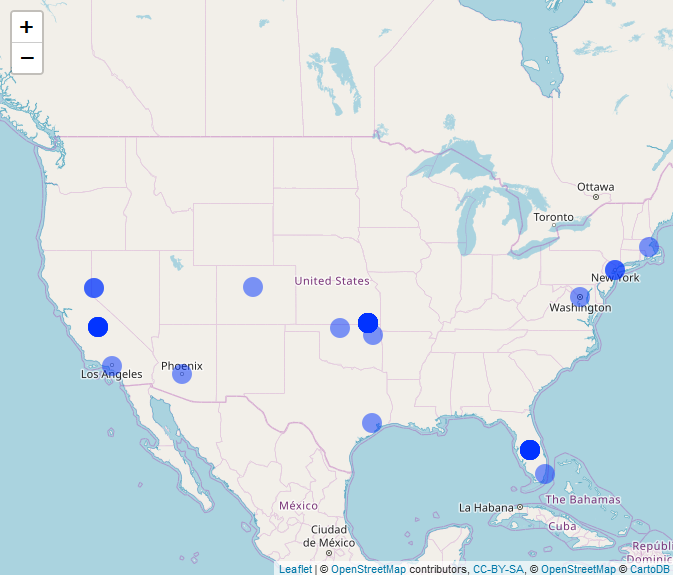 +
−
Ottawa
Toronto
United States
New York
Washington
Phoenix
Los Angeles
The Bahamas
La Habana
México
Cuba
Ciudad
de México
Repúbli
Dominic
Leaflet | © OpenStreetMap contributors, CC-BY-SA, © OpenStreetMap © CartoDB